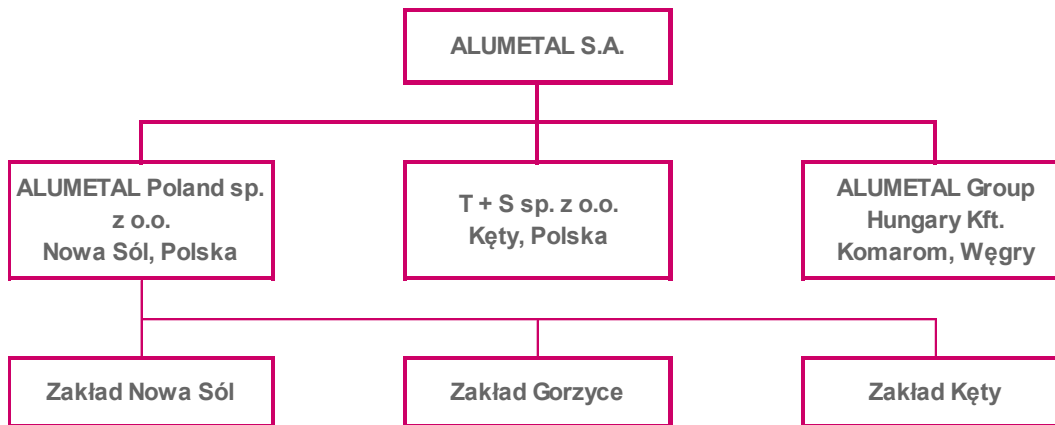 ALUMETAL S.A.
ALUMETAL Poland sp.
z o.o.
Nowa Sól, Polska
T + S sp. z o.o.
Kęty, Polska
ALUMETAL Group
Hungary Kft.
Komarom, Węgry
Zakład Nowa Sól
Zakład Gorzyce
Zakład Kęty